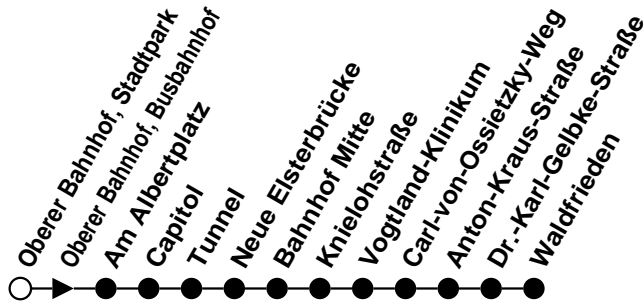 Oberer Bahnhof, Stadtpark
Oberer Bahnhof, Busbahnhof
Am Albertplatz
Capitol
Tunnel
Neue Elsterbrücke
Bahnhof Mitte
Knielohstraße
Vogtland-Klinikum
Carl-von-Ossietzky-Weg
Anton-Kraus-Straße
Dr.-Karl-Gelbke-Straße
Waldfrieden